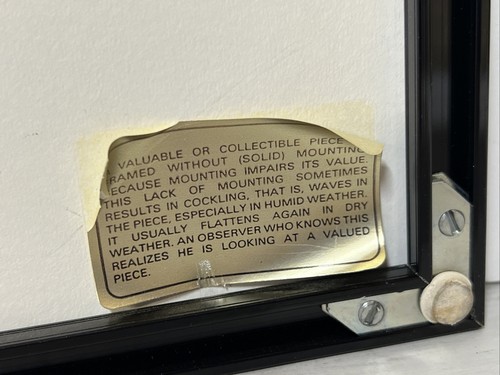 VALUABLE OR COLLECTIBLE PIECE
RAMED WITHOUT (SOLID) MOUNTING
ECAUSE MOUNTING IMPAIRS ITS VALUE.
THIS LACK OF MOUNTING SOMETIMES
RESULTS IN COCKLING, THAT IS, WAVES IN
THE PIECE. ESPECIALLY IN HUMID WEATHER.
IT USUALLY FLATTENS AGAIN IN DRY
WEATHER. AN OBSERVER WHO KNOWS THIS
REALIZES HE IS LOOKING AT A VALUED
PIECE.